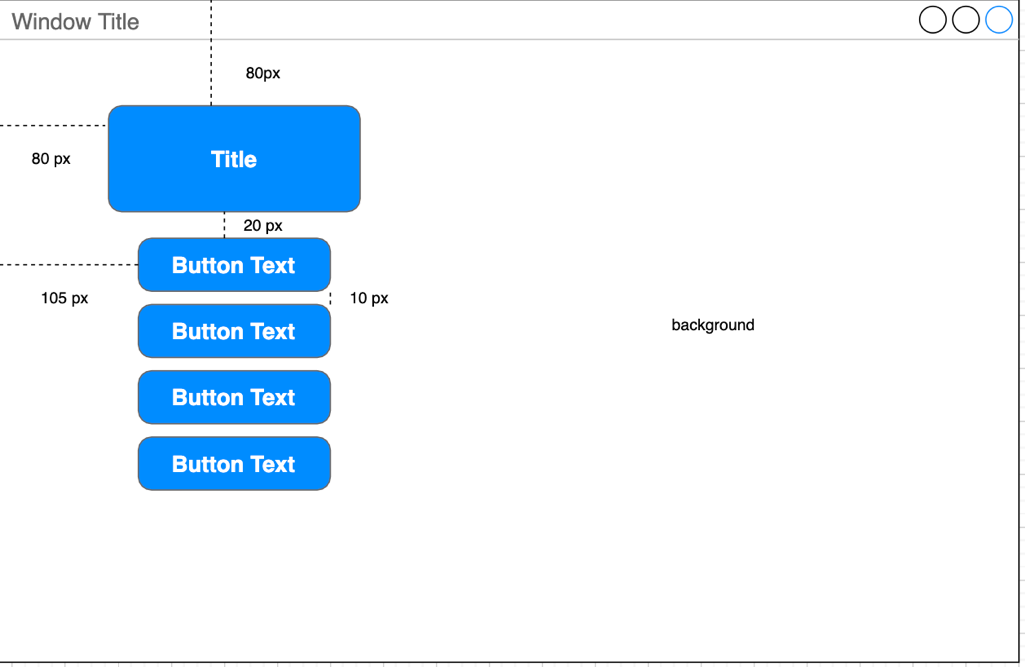 Window Title
80px
80 px
Title
20 px
Button Text
105 px
10 px
Button Text
background
Button Text
Button Text